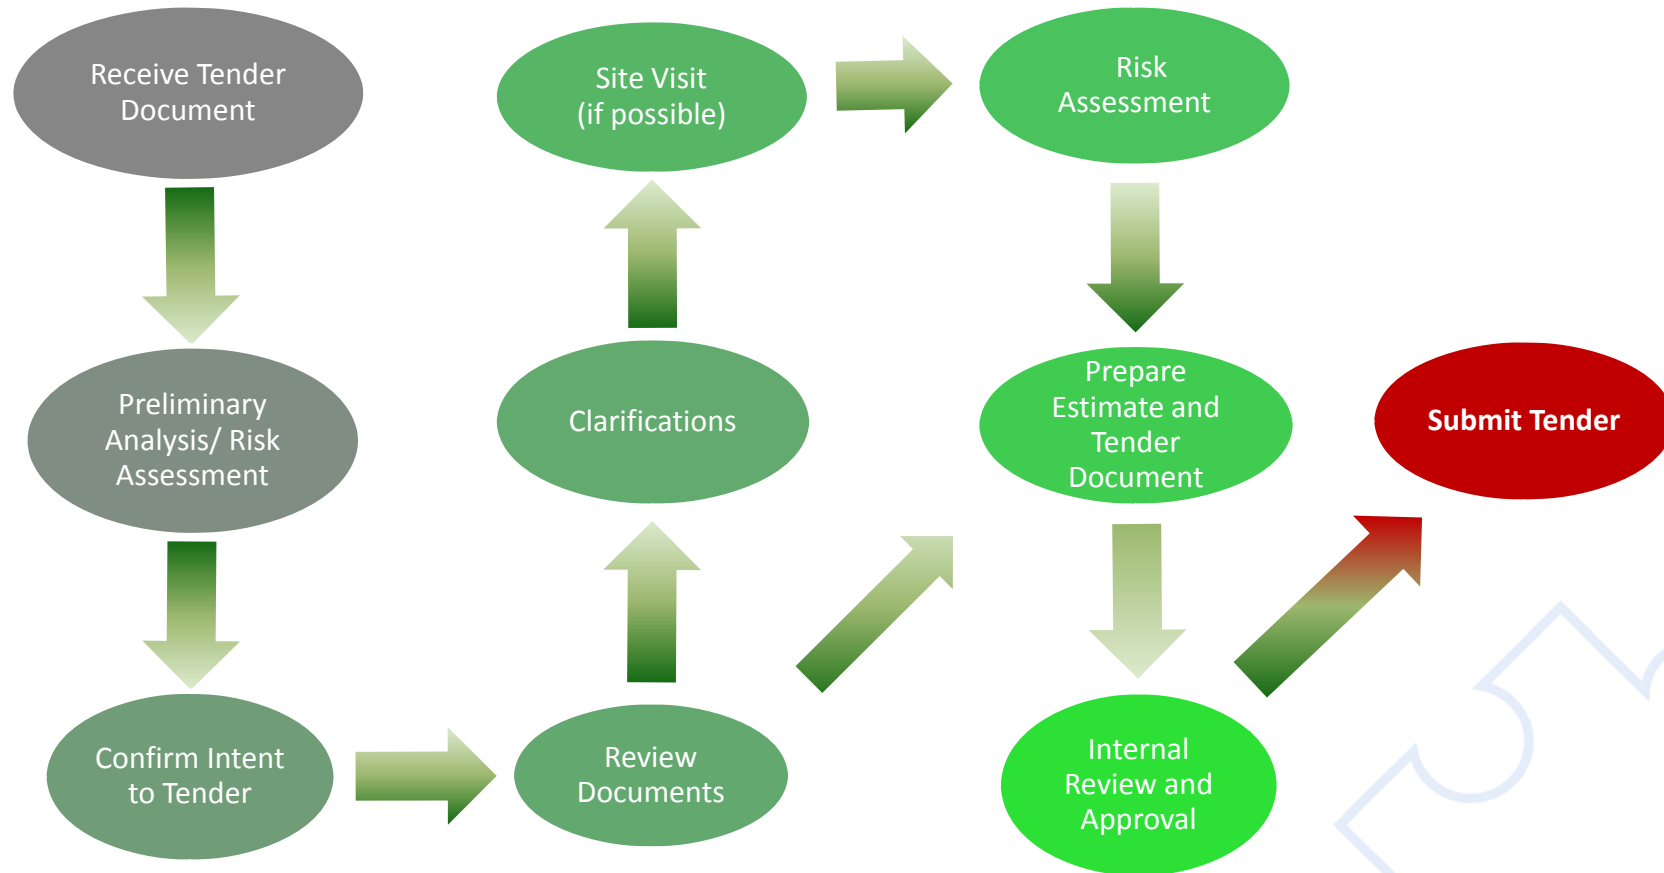 Receive Tender
Document
Preliminary
Analysis/ Risk
Assessment
Confirm Intent
to Tender
Review
Documents
Clarifications
Site Visit
(if possible)
Risk
Assessment
Prepare
Estimate and
Tender
Document
Internal
Review and
Approval
Submit Tender